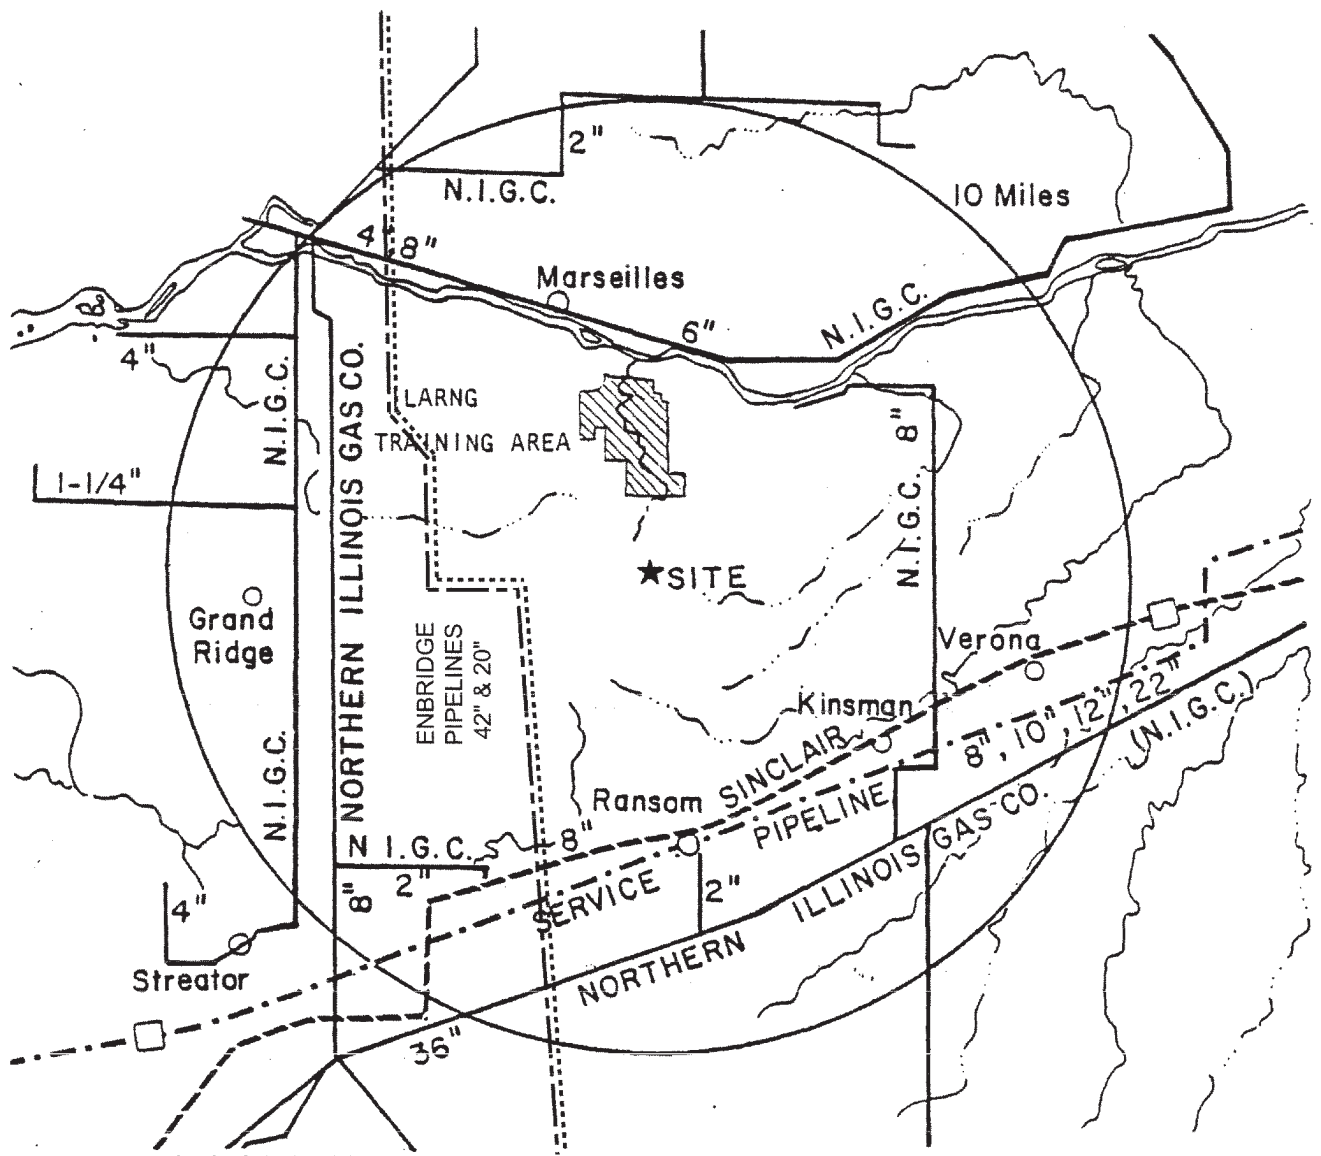 2"
N.I.G.C.
10 Miles
4"
8"
Marseilles
6"
N.I.G.C.
4"
N.I.G.C.
NORTHERN ILLINOIS GAS CO.
LARNG
TRAINING AREA
8"
N.I.G.C.
1-1/4"
SITE
Grand
Ridge
ENBRIDGE
PIPELINES
42" & 20"
Verona
Kinsman
8", 10", 12", 22"
(N.I.G.C.)
N.I.G.C.
Ransom
SINCLAIR
PIPELINE
8"
N I.G.C.
2"
8"
SERVICE
2"
NORTHERN ILLINOIS GAS CO.
4"
Streator
36"